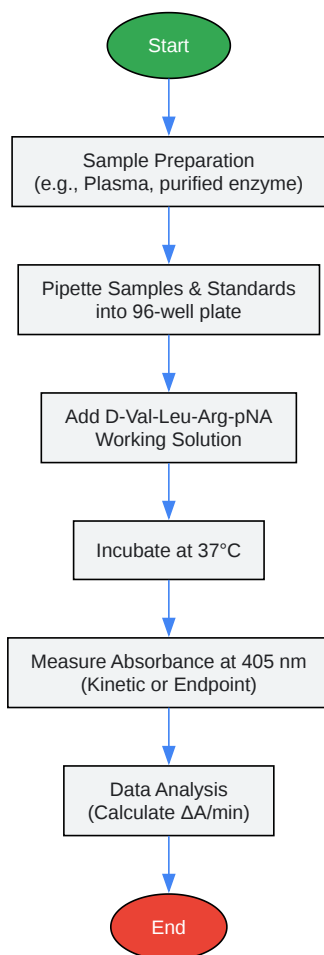 Start
Sample Preparation
(e.g., Plasma, purified enzyme)
Pipette Samples & Standards
into 96-well plate
Add D-Val-Leu-Arg-pNA
Working Solution
Incubate at 37°C
Measure Absorbance at 405 nm
(Kinetic or Endpoint)
Data Analysis
(Calculate ΔA/min)
End